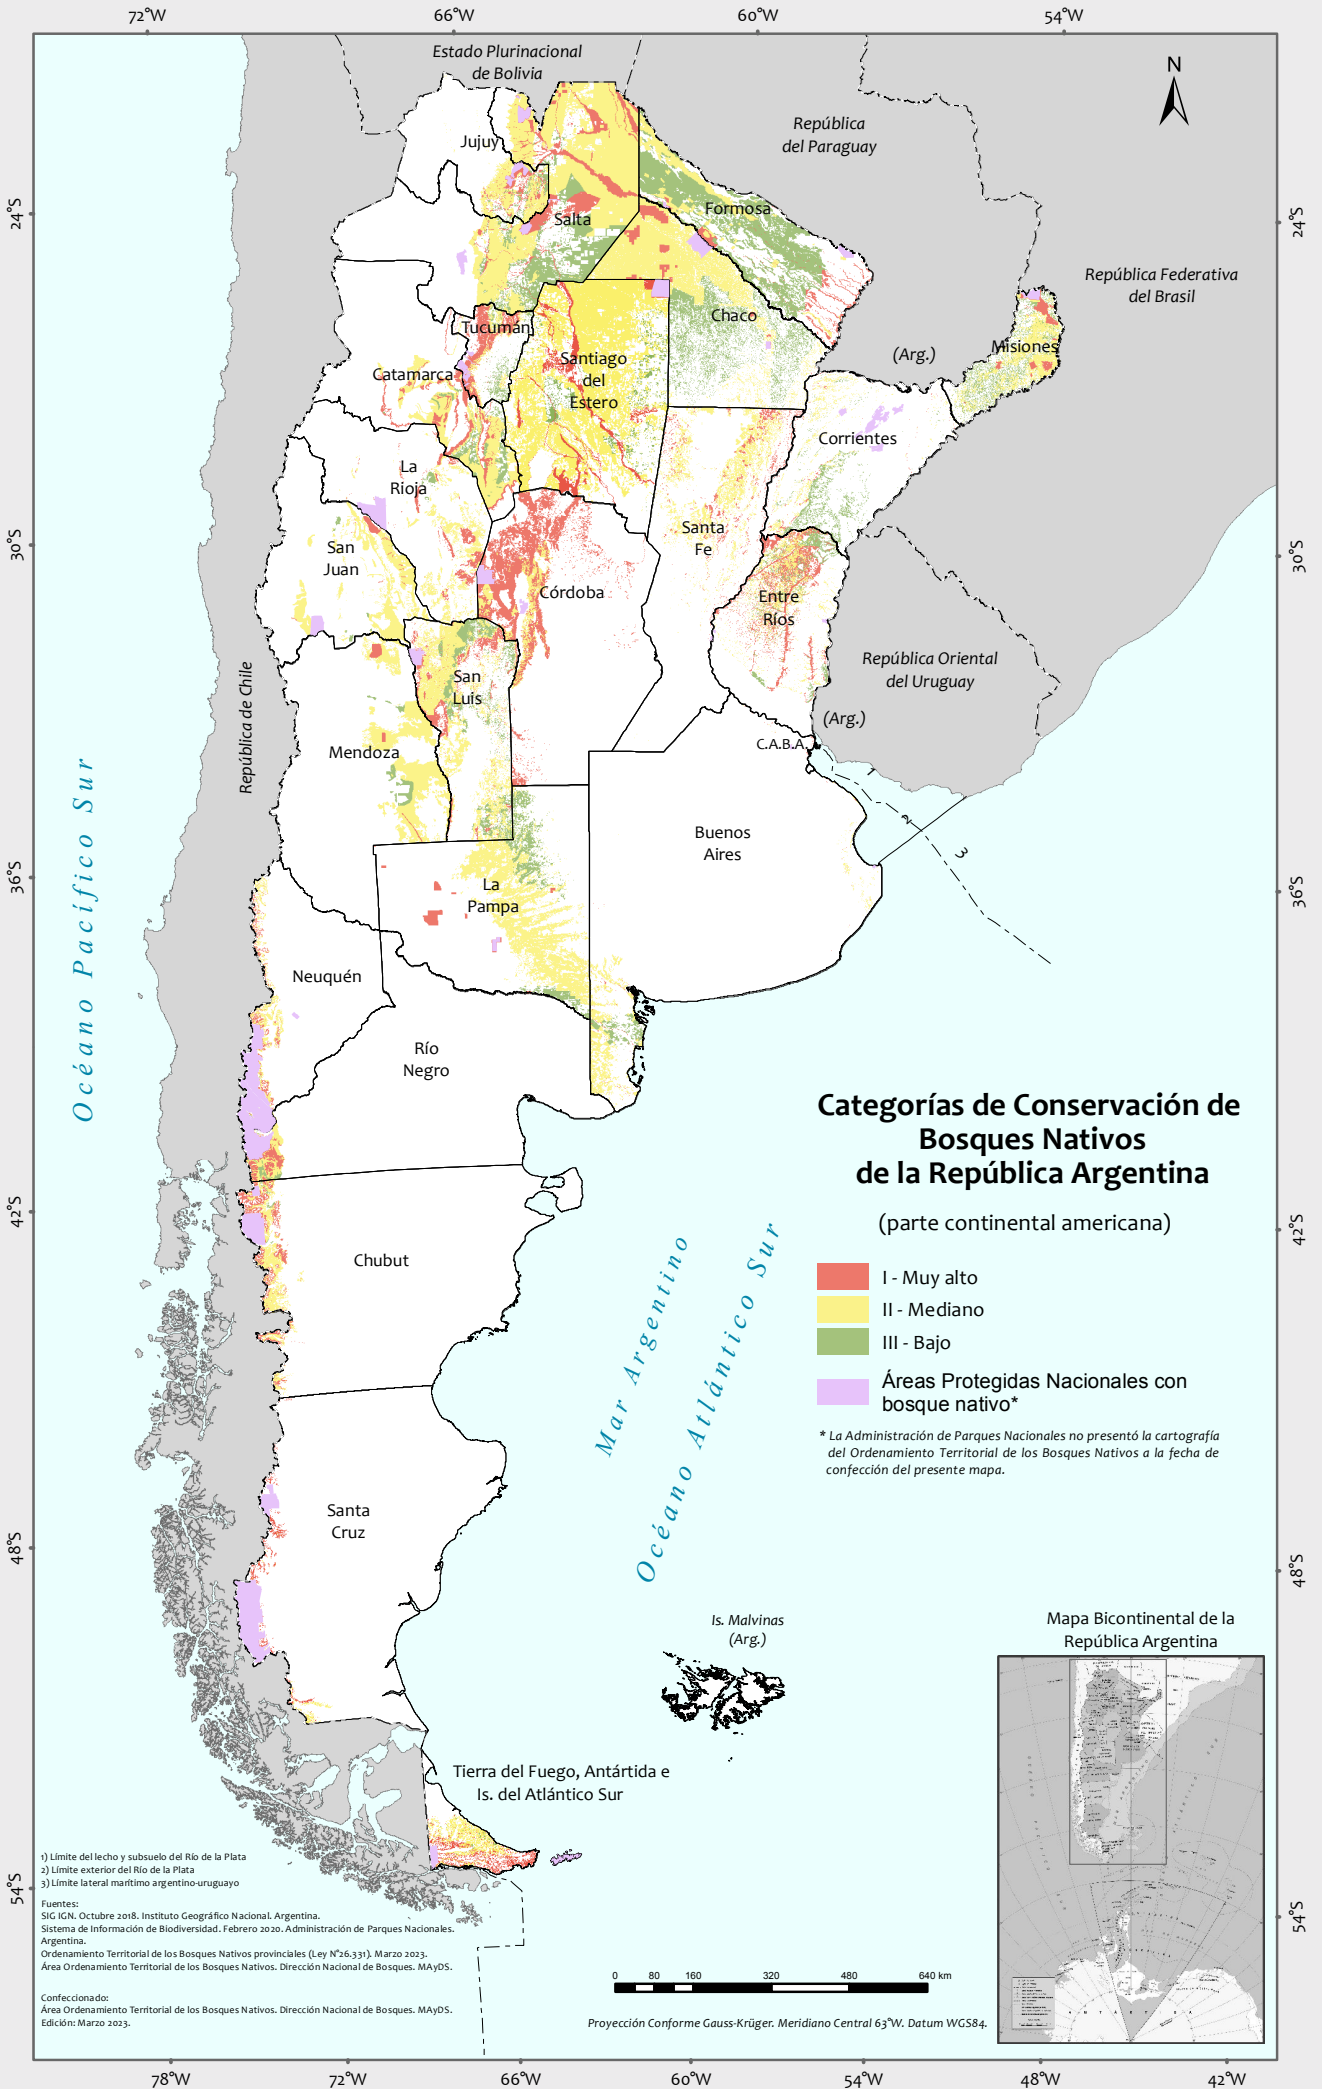 72°W
66°W
60°W
54°W
Estado Plurinacional
de Bolivia
N
República
del Paraguay
Jujuy
24°S
Salta
Formosa
24°S
República Federativa
del Brasil
Tucumán
Chaco
(Arg.)
Misiones
Santiago
del
Estero
Catamarca
Corrientes
La
Rioja
Santa
Fe
30°S
San
Juan
30°S
Córdoba
Entre
Ríos
República de Chile
San
Luis
República Oriental
del Uruguay
(Arg.)
C.A.B.A.
Mendoza
1
2
3
Océano Pacífico Sur
Buenos
Aires
36°S
36°S
La
Pampa
Neuquén
Río
Negro
Categorías de Conservación de
Bosques Nativos
de la República Argentina
(parte continental americana)
42°S
42°S
Chubut
Mar Argentino
Océano Atlántico Sur
I - Muy alto
II - Mediano
III - Bajo
Áreas Protegidas Nacionales con
bosque nativo*
* La Administración de Parques Nacionales no presentó la cartografía
del Ordenamiento Territorial de los Bosques Nativos a la fecha de
confección del presente mapa.
Santa
Cruz
48°S
48°S
Is. Malvinas
(Arg.)
Mapa Bicontinental de la
República Argentina
Tierra del Fuego, Antártida e
Is. del Atlántico Sur
1) Límite del lecho y subsuelo del Río de la Plata
2) Límite exterior del Río de la Plata
3) Límite lateral marítimo argentino-uruguayo
54°S
54°S
Fuentes:
SIG IGN. Octubre 2018. Instituto Geográfico Nacional. Argentina.
Sistema de Información de Biodiversidad. Febrero 2020. Administración de Parques Nacionales.
Argentina.
Ordenamiento Territorial de los Bosques Nativos provinciales (Ley N°26.331). Marzo 2023.
Área Ordenamiento Territorial de los Bosques Nativos. Dirección Nacional de Bosques. MAyDS.
Confeccionado:
Área Ordenamiento Territorial de los Bosques Nativos. Dirección Nacional de Bosques. MAyDS.
Edición: Marzo 2023.
0 80 160 320 480 640 km
Proyección Conforme Gauss-Krüger. Meridiano Central 63°W. Datum WGS84.
78°W
72°W
66°W
60°W
54°W
48°W
42°W